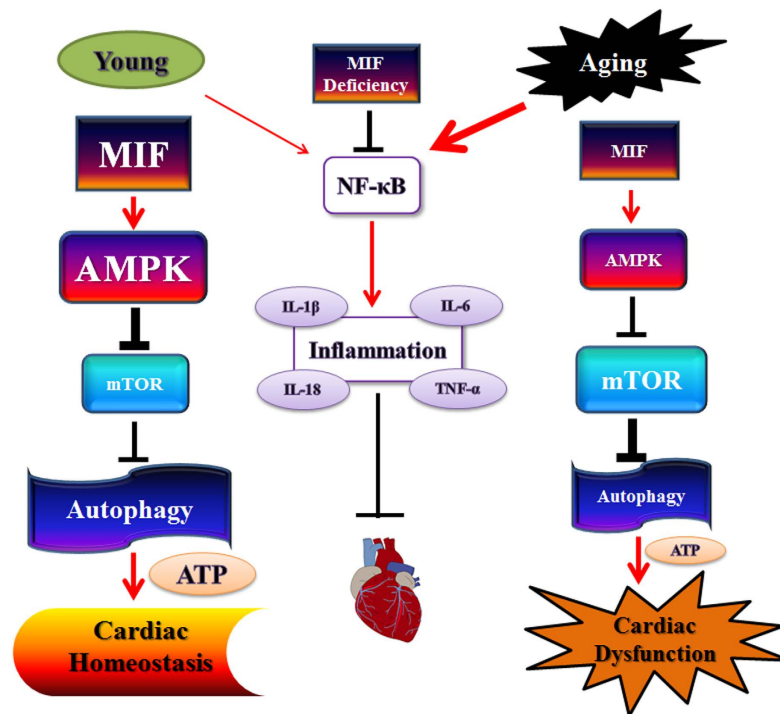 Young
MIF
AMPK
mTOR
Autophagy
ATP
Cardiac
Homeostasis
MIF
Deficiency
NF-κB
IL-1β
IL-6
Inflammation
IL-18
TNF-α
Aging
MIF
AMPK
mTOR
Autophagy
ATP
Cardiac
Dysfunction